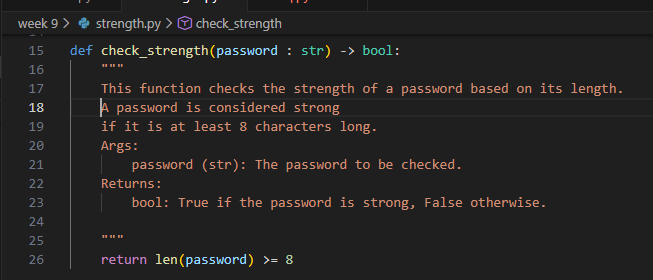 week 9 > strength.py > check_strength
15 def check_strength(password : str) -> bool:
16 """
17 This function checks the strength of a password based on its length.
18 A password is considered strong
19 if it is at least 8 characters long.
20 Args:
21 password (str): The password to be checked.
22 Returns:
23 bool: True if the password is strong, False otherwise.
24
25 """
26 return len(password) >= 8